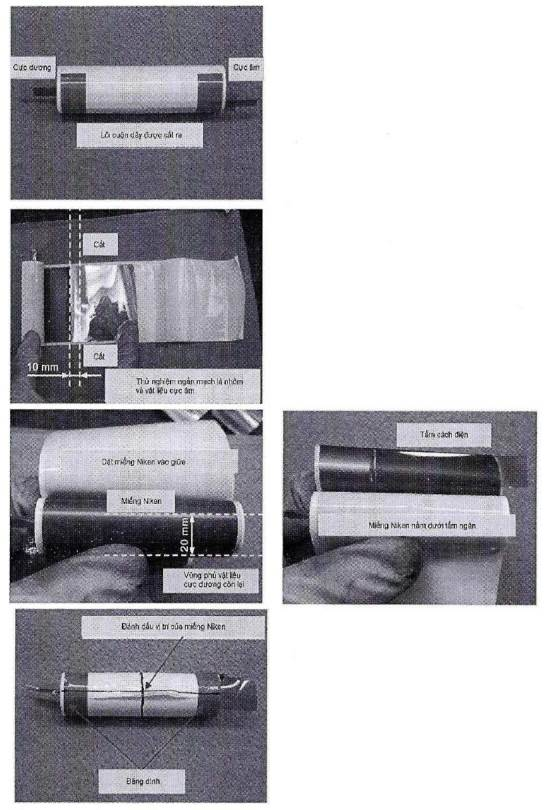 Cực dương
Cực âm
Lõi cuộn dây được cắt ra
Cắt
Cắt
10 mm
Thử nghiệm ngắn mạch lá nhôm
và vật liệu cực âm
Đặt miếng Niken vào giữa
Miếng Niken
20 mm
Vùng phủ vật liệu
cực dương còn lại
Tấm cách điện
Miếng Niken nằm dưới tấm ngăn
Đánh dấu vị trí của miếng Niken
Băng dính